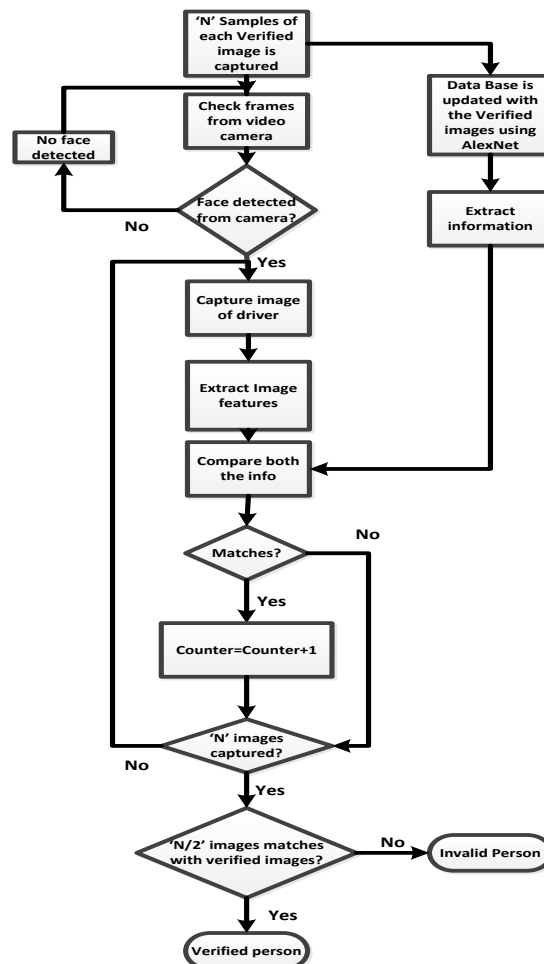 ‘N’ Samples of
each Verified
image is
captured
Check frames
from video
camera
No face
detected
Data Base is
updated with
the Verified
images using
AlexNet
Face detected
from camera?
No
Yes
Extract
information
Capture image
of driver
Extract Image
features
Compare both
the info
Matches?
No
Yes
Counter=Counter+1
‘N’ images
captured?
No
Yes
‘N/2’ images matches
with verified images?
No
Invalid Person
Yes
Verified person